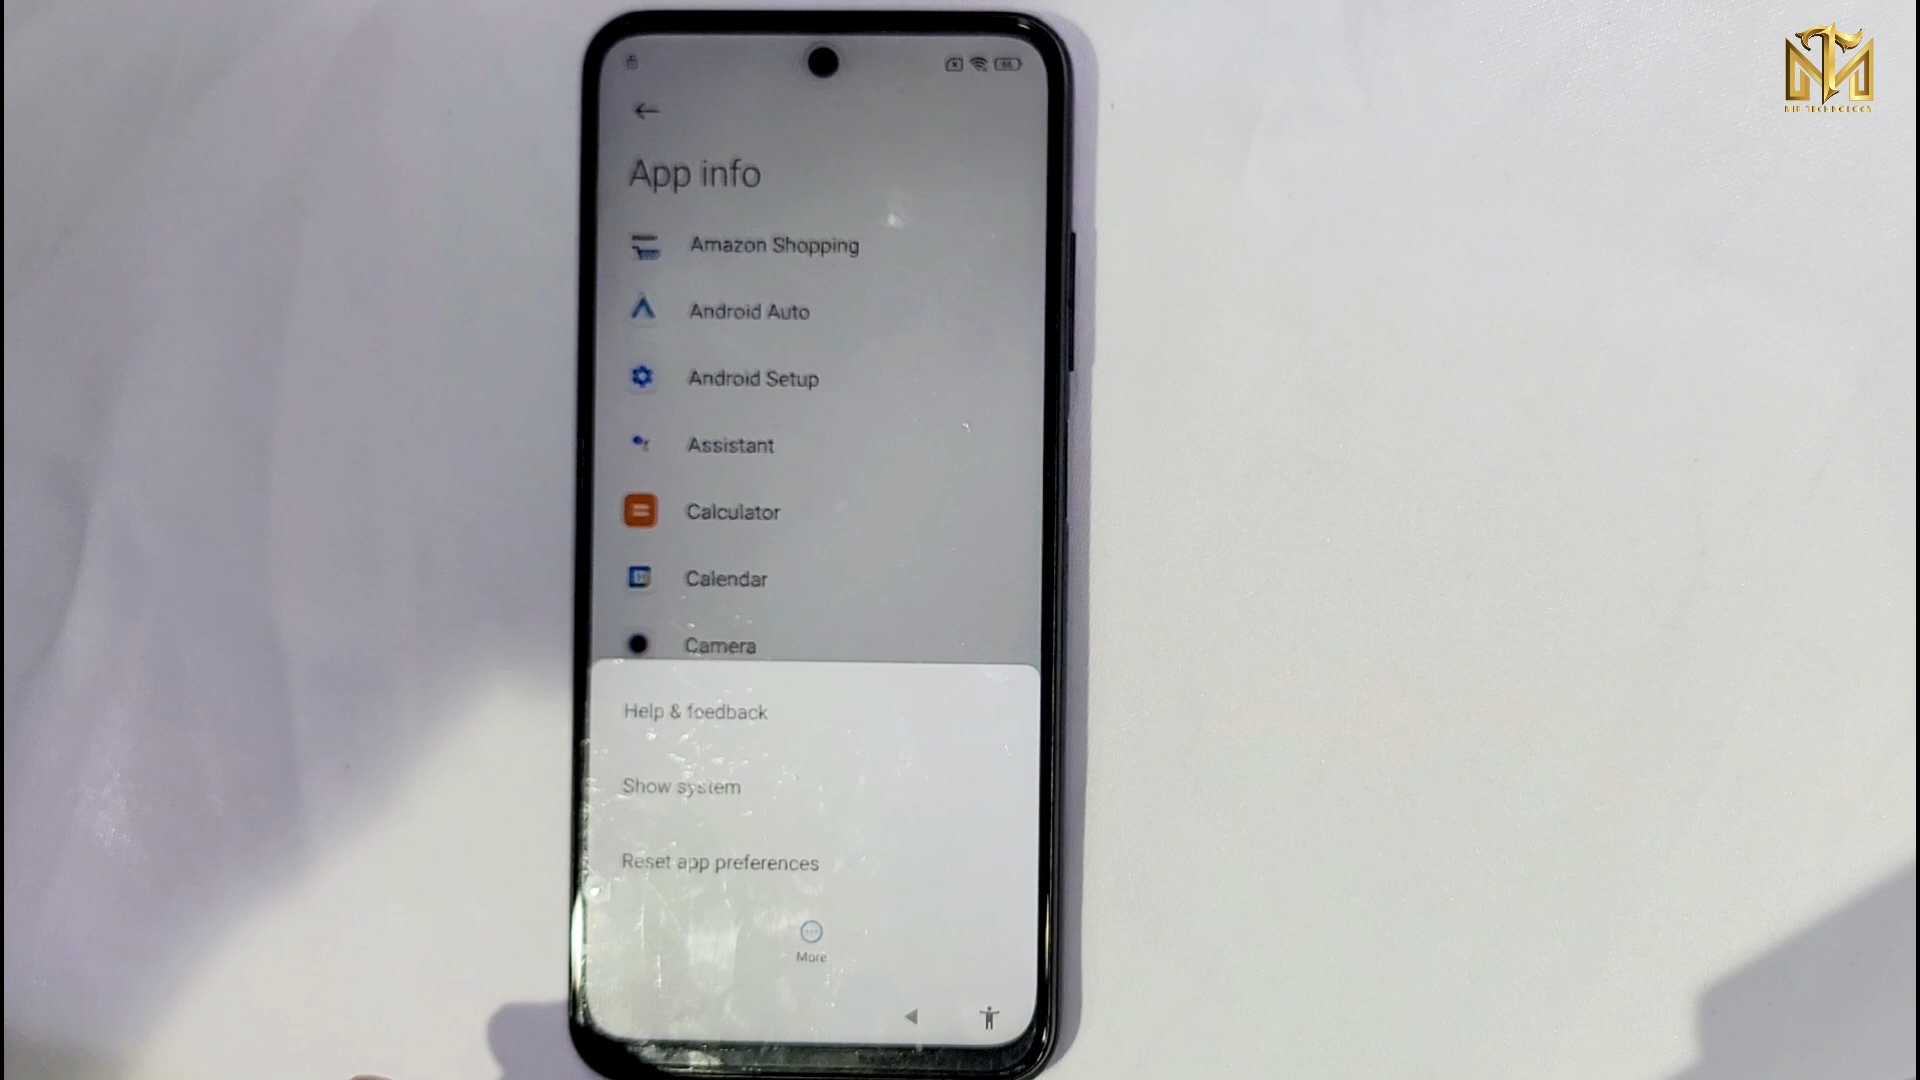 66
App info
Amazon Shopping
Android Auto
Android Setup
Assistant
Calculator
Calendar
Camera
Help & feedback
Show system
Reset app preferences
More